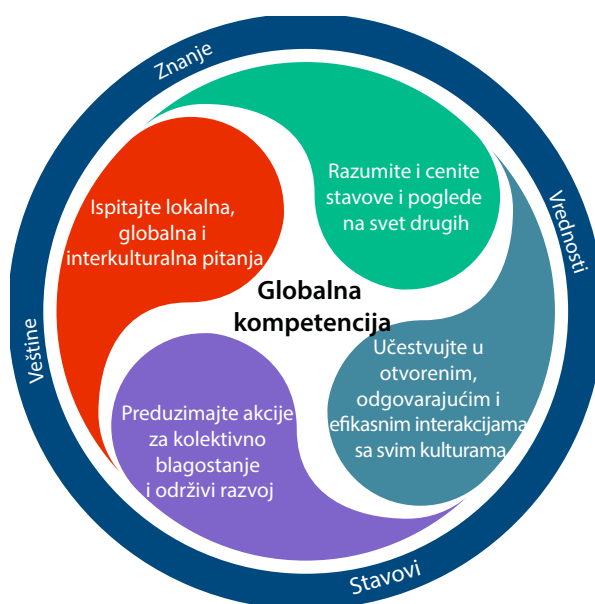 Znanje
Razumite i cenite
stavove i poglede
na svet drugih
Ispitajte lokalna,
globalna i
interkulturalna pitanja
Vrednosti
Globalna
kompetencija
Veštine
Učestvujte u
otvorenim,
odgovarajućim i
efikasnim interakcijama
sa svim kulturama
Preduzimajte akcije
za kolektivno
blagostanje
i održivi razvoj
Stavovi